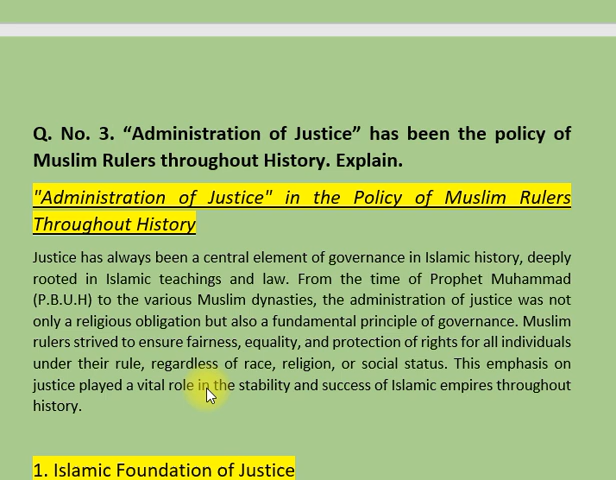 Q. No. 3. “Administration of Justice” has been the policy of
Muslim Rulers throughout History. Explain.
"Administration of Justice" in the Policy of Muslim Rulers
Throughout History
Justice has always been a central element of governance in Islamic history, deeply
rooted in Islamic teachings and law. From the time of Prophet Muhammad
(P.B.U.H) to the various Muslim dynasties, the administration of justice was not
only a religious obligation but also a fundamental principle of governance. Muslim
rulers strived to ensure fairness, equality, and protection of rights for all individuals
under their rule, regardless of race, religion, or social status. This emphasis on
justice played a vital role in the stability and success of Islamic empires throughout
history.
1. Islamic Foundation of Justice